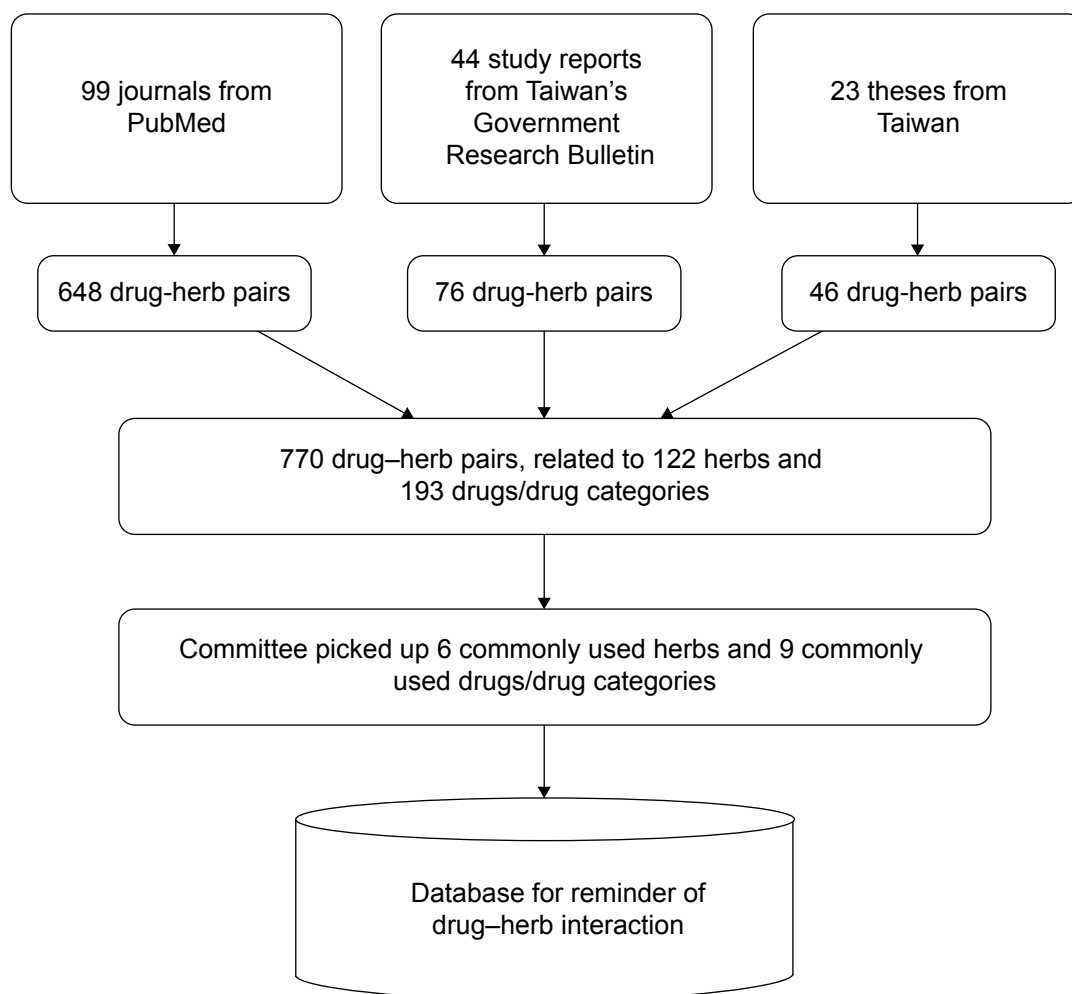 99 journals from
PubMed
44 study reports
from Taiwan’s
Government
Research Bulletin
23 theses from
Taiwan
648 drug-herb pairs
76 drug-herb pairs
46 drug-herb pairs
770 drug–herb pairs, related to 122 herbs and
193 drugs/drug categories
Committee picked up 6 commonly used herbs and 9 commonly
used drugs/drug categories
Database for reminder of
drug–herb interaction